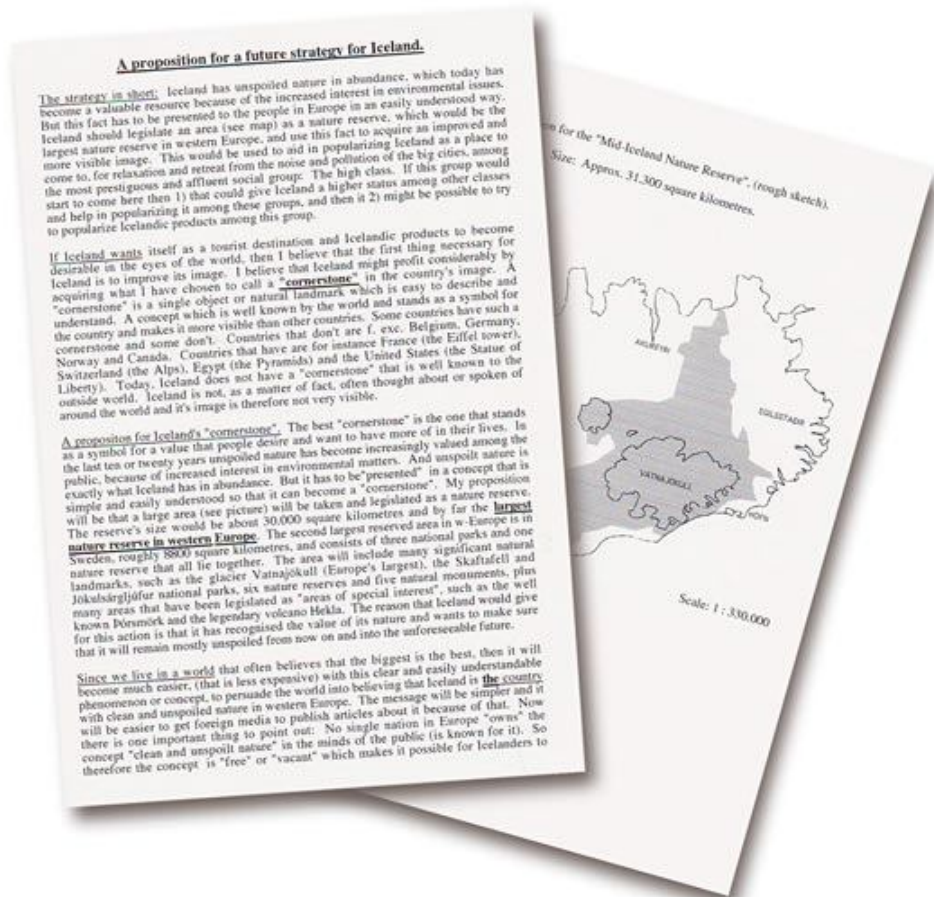 A proposition for a future strategy for Iceland.
The strategy in short: Iceland has unspoiled nature in abundance, which today has
become a valuable resource because of the increased interest in environmental issues.
But this fact has to be presented to the people in Europe in an easily understood way.
Iceland should legislate an area (see map) as a nature reserve, which would be the
largest nature reserve in western Europe, and use this fact to acquire an improved and
more visible image. This would be used to aid in popularizing Iceland as a place to
come to, for relaxation and retreat from the noise and pollution of the big cities, among
the most prestiguous and affluent social group: The high class. If this group would
start to come here then 1) that could give Iceland a higher status among other classes
and help in popularizing it among these groups, and then it 2) might be possible to try
to popularize Icelandic products among this group.
If Iceland wants itself as a tourist destination and Icelandic products to become
desirable in the eyes of the world, then I believe that the first thing necessary for
Iceland is to improve its image. I believe that Iceland might profit considerably by
acquiring what I have chosen to call a "cornerstone" in the country's image. A
"cornerstone" is a single object or natural landmark which is easy to describe and
understand. A concept which is well known by the world and stands as a symbol for
the country and makes it more visible than other countries. Some countries have such a
cornerstone and some don't. Countries that don't are f. exc. Belgium, Germany,
Norway and Canada. Countries that have are for instance France (the Eiffel tower),
Switzerland (the Alps), Egypt (the Pyramids) and the United States (the Statue of
Liberty). Today, Iceland does not have a "cornerstone" that is well known to the
outside world. Iceland is not, as a matter of fact, often thought about or spoken of
around the world and it's image is therefore not very visible.
A propositon for Iceland's "cornerstone". The best "cornerstone" is the one that stands
as a symbol for a value that people desire and want to have more of in their lives. In
the last ten or twenty years unspoiled nature has become increasingly valued among the
public, because of increased interest in environmental matters. And unspoilt nature is
exactly what Iceland has in abundance. But it has to be"presented" in a concept that is
simple and easily understood so that it can become a "cornerstone". My proposition
will be that a large area (see picture) will be taken and legislated as a nature reserve.
The reserve's size would be about 30.000 square kilometres and by far the largest
nature reserve in western Europe. The second largest reserved area in w-Europe is in
Sweden, roughly 8800 square kilometres, and consists of three national parks and one
nature reserve that all lie together. The area will include many significant natural
landmarks, such as the glacier Vatnajökull (Europe's largest), the Skaftafell and
Jökulsárgljúfur national parks, six nature reserves and five natural monuments, plus
many areas that have been legislated as "areas of special interest", such as the well
known Þórsmörk and the legendary volcano Hekla. The reason that Iceland would give
for this action is that it has recognised the value of its nature and wants to make sure
that it will remain mostly unspoiled from now on and into the unforeseeable future.
Since we live in a world that often believes that the biggest is the best, then it will
become much easier, (that is less expensive) with this clear and easily understandable
phenomenon or concept, to persuade the world into believing that Iceland is the country
with clean and unspoiled nature in western Europe. The message will be simpler and it
will be easier to get foreign media to publish articles about it because of that. Now
there is one important thing to point out: No single nation in Europe "owns" the
concept "clean and unspoilt nature" in the minds of the public (is known for it). So
therefore the concept is "free" or "vacant" which makes it possible for Icelanders to
on for the "Mid-Iceland Nature Reserve", (rough sketch).
Size: Approx. 31.300 square kilometres.
AKUREYRI
EGILSSTAÐIR
VATNAJÖKULL
HÖFN
Scale: 1 : 330.000